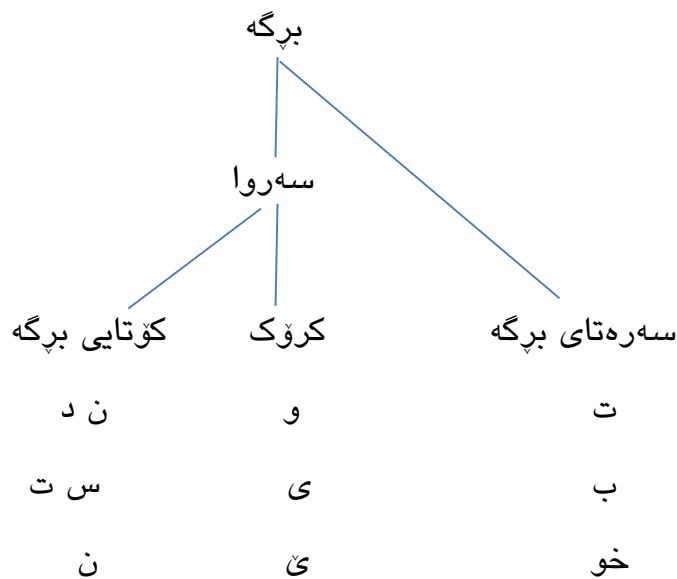 بڕگە
سەروا
سەرەتای بڕگە کرۆک کۆتایی بڕگە
ت و ن د
ب ی س ت
خو ێ ن